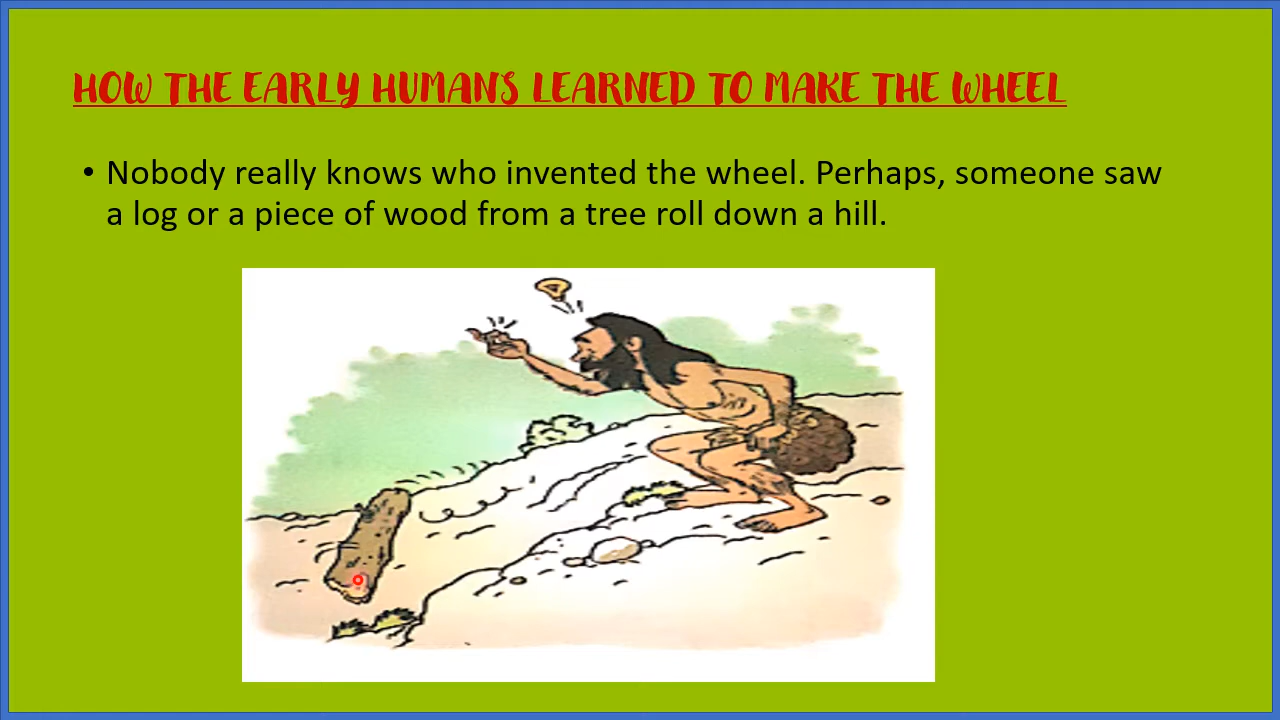 HOW THE EARLY HUMANS LEARNED TO MAKE THE WHEEL
• Nobody really knows who invented the wheel. Perhaps, someone saw
a log or a piece of wood from a tree roll down a hill.